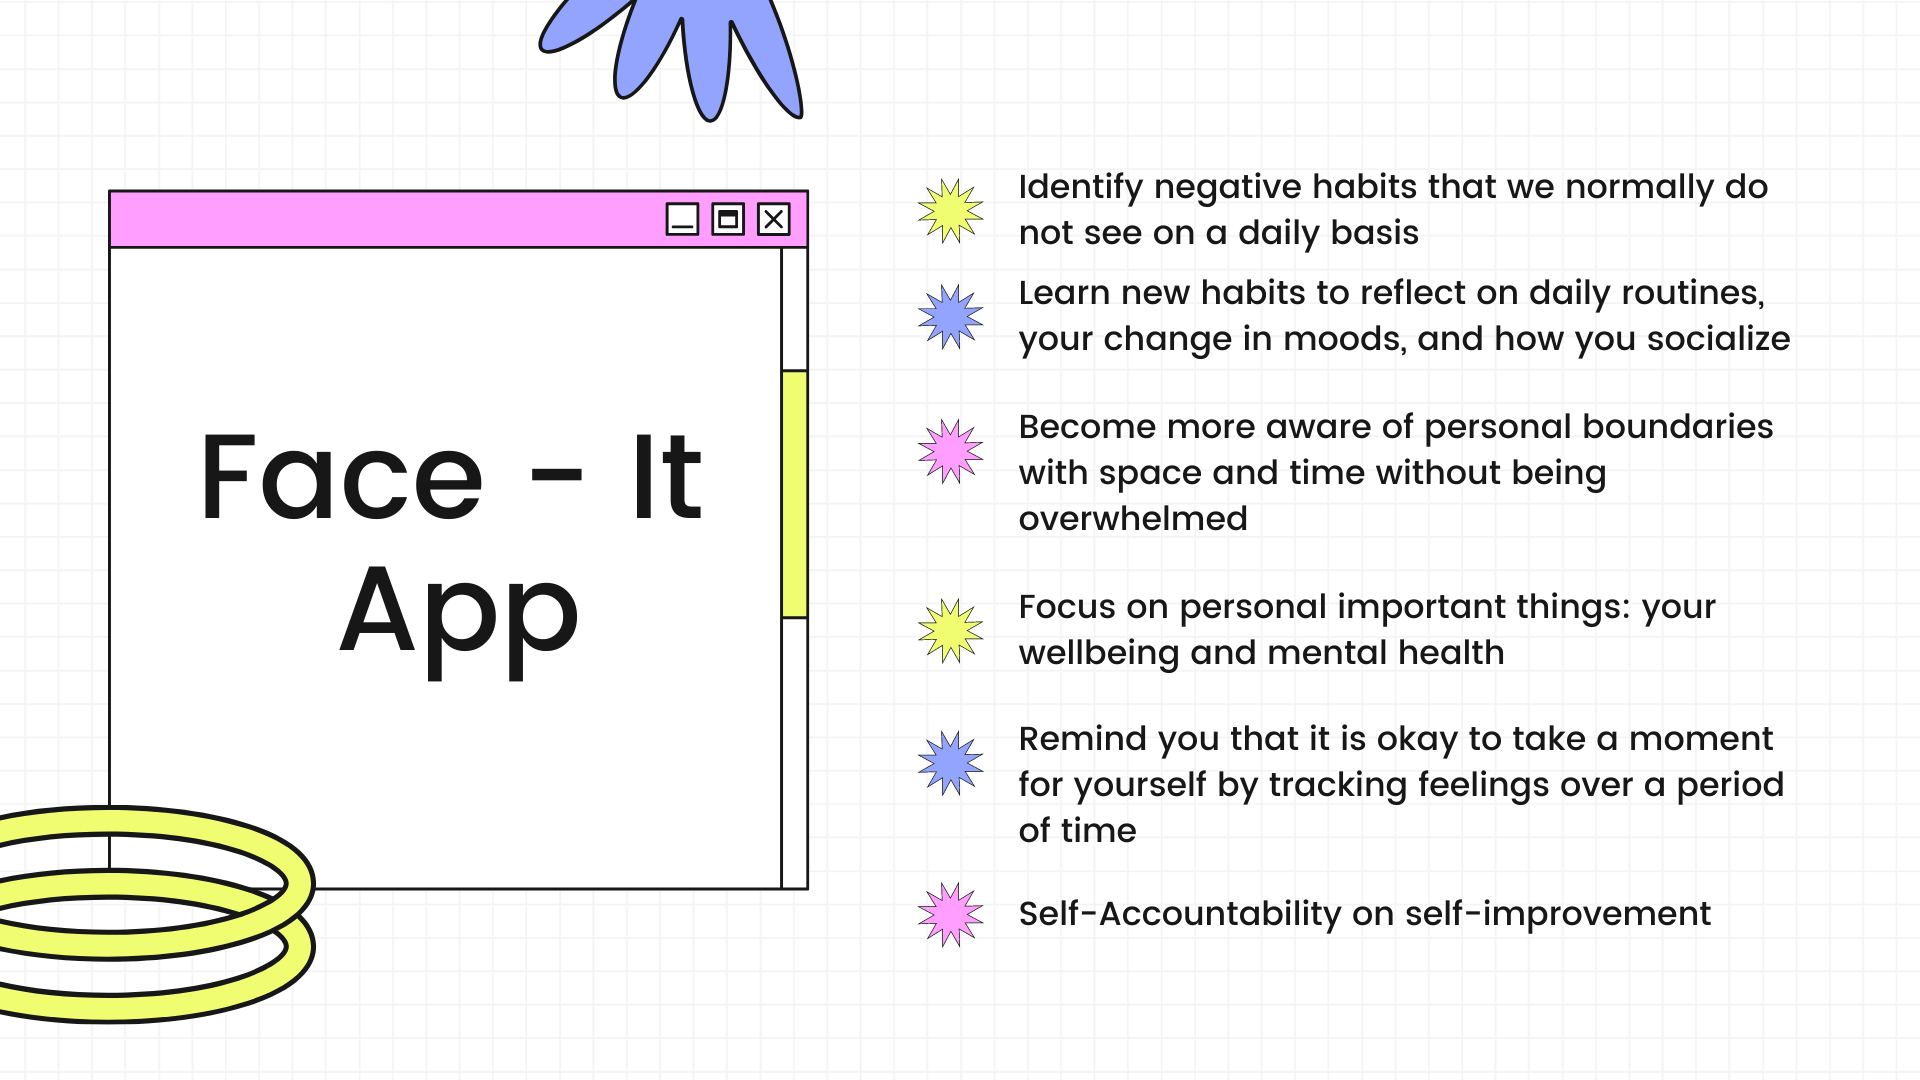 Face - It
App
Identify negative habits that we normally do
not see on a daily basis
Learn new habits to reflect on daily routines,
your change in moods, and how you socialize
Become more aware of personal boundaries
with space and time without being
overwhelmed
Focus on personal important things: your
wellbeing and mental health
Remind you that it is okay to take a moment
for yourself by tracking feelings over a period
of time
Self-Accountability on self-improvement